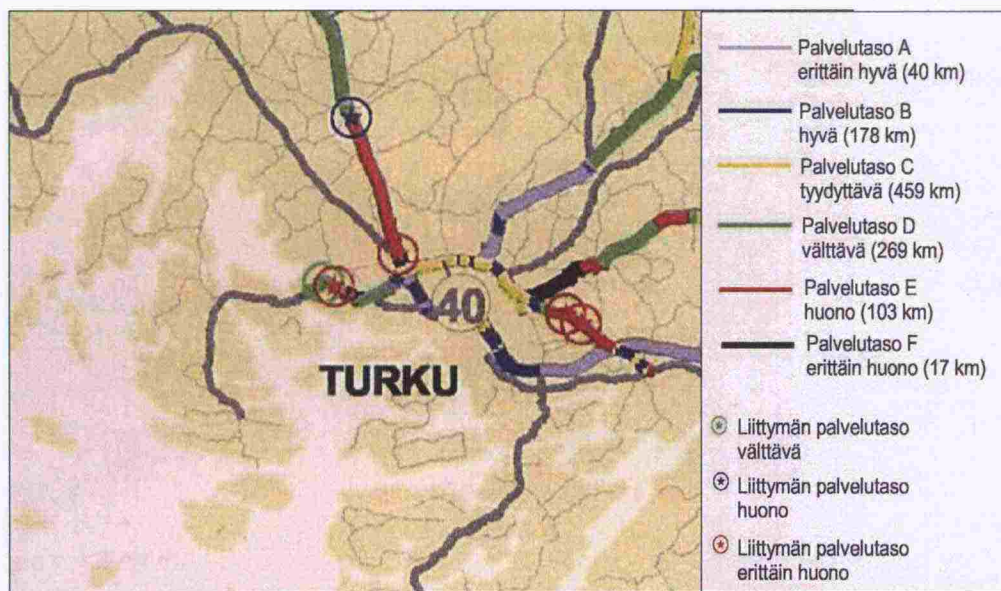 40
TURKU
Palvelutaso A
erittäin hyvä (40 km)
Palvelutaso B
hyvä (178 km)
Palvelutaso C
tyydyttävä (459 km)
Palvelutaso D
välttävä (269 km)
Palvelutaso E
huono (103 km)
Palvelutaso F
erittäin huono (17 km)
Liittymän palvelutaso
välttävä
Liittymän palvelutaso
huono
Liittymän palvelutaso
erittäin huono